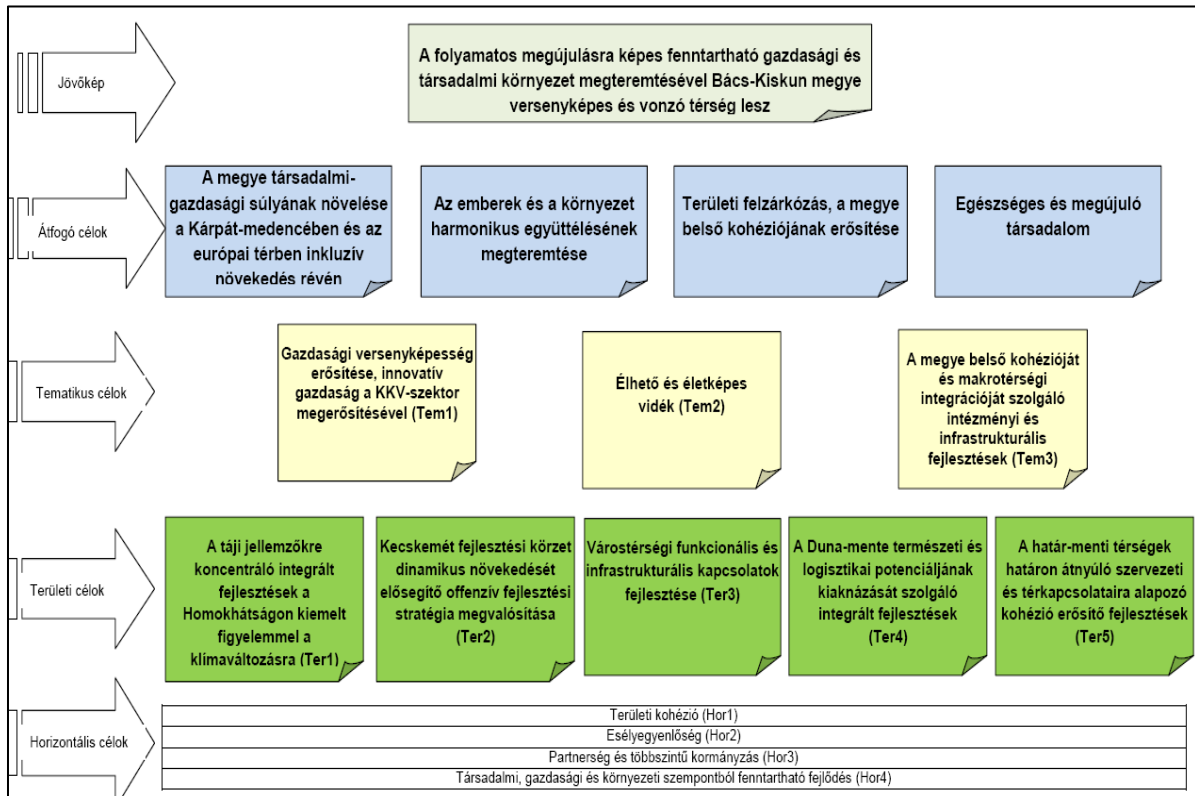 Jövőkép
A folyamatos megújulásra képes fenntartható gazdasági és
társadalmi környezet megteremtésével Bács-Kiskun megye
versenyképes és vonzó térség lesz
Átfogó célok
A megye társadalmi-
gazdasági súlyának növelése
a Kárpát-medencében és az
európai térben inkluzív
növekedés révén
Az emberek és a környezet
harmonikus együttélésének
megteremtése
Területi felzárkózás, a megye
belső kohéziójának erősítése
Egészséges és megújuló
társadalom
Tematikus célok
Gazdasági versenyképesség
erősítése, innovatív
gazdaság a KKV-szektor
megerősítésével (Tem1)
Élhető és életképes
vidék (Tem2)
A megye belső kohézióját
és makrotérségi
integrációját szolgáló
intézményi és
infrastrukturális
fejlesztések (Tem3)
Területi célok
A táji jellemzőkre
koncentráló integrált
fejlesztések a
Homokhátságon kiemelt
figyelemmel a
klímaváltozásra (Ter1)
Kecskemét fejlesztési körzet
dinamikus növekedését
elősegítő offenzív fejlesztési
stratégia megvalósítása
(Ter2)
Várostérségi funkcionális és
infrastrukturális kapcsolatok
fejlesztése (Ter3)
A Duna-mente természeti és
logisztikai potenciáljának
kiaknázását szolgáló
integrált fejlesztések
(Ter4)
A határ-menti térségek
határon átnyúló szervezeti
és térkapcsolataira alapozó
kohézió erősítő fejlesztések
(Ter5)
Horizontális célok
Területi kohézió (Hor1)
Esélyegyenlőség (Hor2)
Partnerség és többszintű kormányzás (Hor3)
Társadalmi, gazdasági és környezeti szempontból fenntartható fejlődés (Hor4)